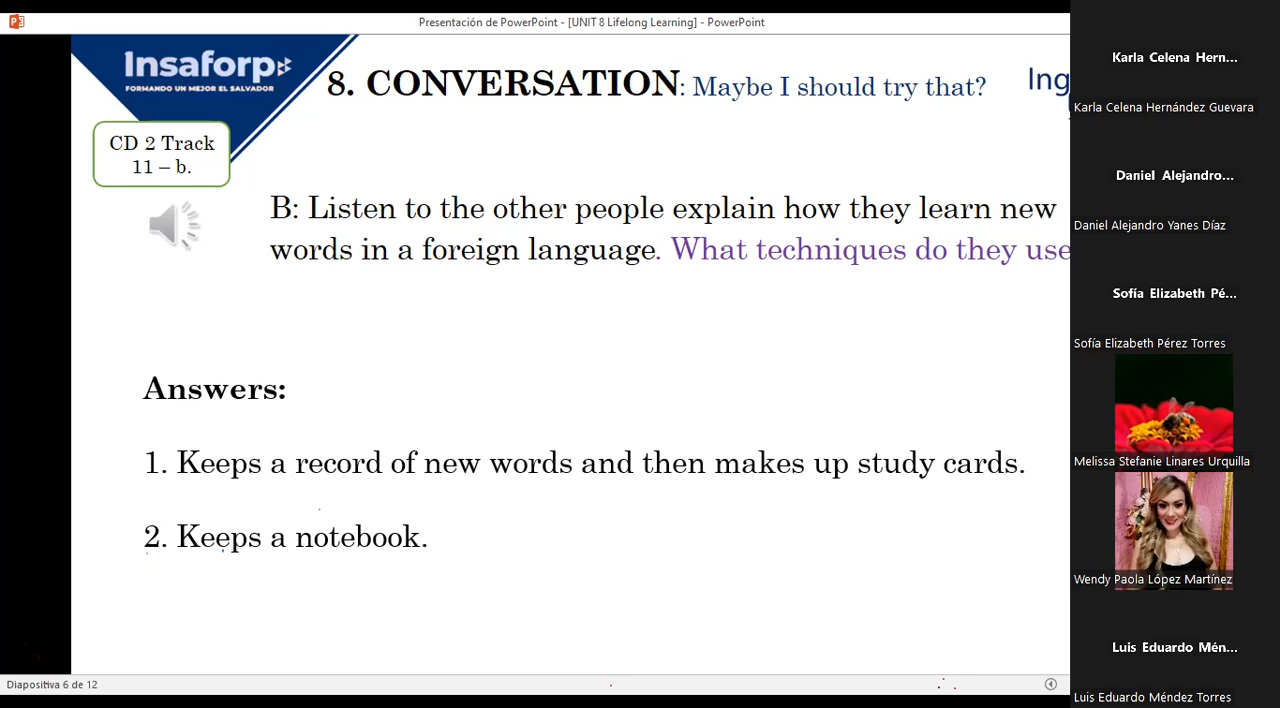 Presentación de PowerPoint - [UNIT 8 Lifelong Learning] - PowerPoint
Insaforp
FORMANDO UN MEJOR EL SALVADOR
8. CONVERSATION: Maybe I should try that?
Ing
CD 2 Track
11 – b.
B: Listen to the other people explain how they learn new
words in a foreign language. What techniques do they use
Answers:
1. Keeps a record of new words and then makes up study cards.
2. Keeps a notebook.
Diapositiva 6 de 12
Karla Celena Hern...
Karla Celena Hernández Guevara
Daniel Alejandro...
Daniel Alejandro Yanes Díaz
Sofía Elizabeth Pé...
Sofía Elizabeth Pérez Torres
Melissa Stefanie Linares Urquilla
Wendy Paola López Martínez
Luis Eduardo Mén...
Luis Eduardo Méndez Torres